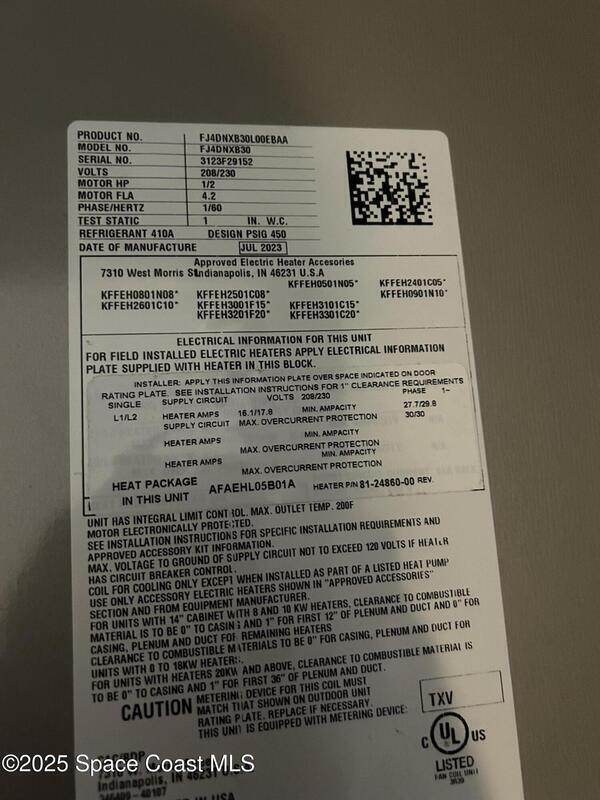 PRODUCT NO. FJ4DNXB30L00EBAA
MODEL NO. FJ4DNXB30
SERIAL NO. 3123F29152
VOLTS 208/230
MOTOR HP 1/2
MOTOR FLA 4.2
PHASE/HERTZ 1/60
TEST STATIC 1 IN. W.C.
REFRIGERANT 410A DESIGN PSIG 450
DATE OF MANUFACTURE JUL 2023
Approved Electric Heater Accesories
7310 West Morris St. Indianapolis, IN 46231 U.S.A
KFFEH0501N05* KFFEH2401C05*
KFFEH0801N08* KFFEH2501C08* KFFEH0901N10*
KFFEH2601C10* KFFEH3001F15* KFFEH3101C15*
KFFEH3201F20* KFFEH3301C20*
ELECTRICAL INFORMATION FOR THIS UNIT
FOR FIELD INSTALLED ELECTRIC HEATERS APPLY ELECTRICAL INFORMATION
PLATE SUPPLIED WITH HEATER IN THIS BLOCK.
INSTALLER: APPLY THIS INFORMATION PLATE OVER SPACE INDICATED ON DOOR
RATING PLATE. SEE INSTALLATION INSTRUCTIONS FOR 1" CLEARANCE REQUIREMENTS
SINGLE SUPPLY CIRCUIT VOLTS 208/230 PHASE 1~
L1/L2 HEATER AMPS 16.1/17.8 MIN. AMPACITY 27.7/29.8
SUPPLY CIRCUIT MAX. OVERCURRENT PROTECTION 30/30
HEATER AMPS MIN. AMPACITY
MAX. OVERCURRENT PROTECTION
HEATER AMPS MIN. AMPACITY
MAX. OVERCURRENT PROTECTION
HEAT PACKAGE
IN THIS UNIT AFAEHL05B01A HEATER P/N 81-24860-00 REV.
UNIT HAS INTEGRAL LIMIT CONTROL. MAX. OUTLET TEMP. 200F
MOTOR ELECTRONICALLY PROTECTED.
SEE INSTALLATION INSTRUCTIONS FOR SPECIFIC INSTALLATION REQUIREMENTS AND
APPROVED ACCESSORY KIT INFORMATION.
MAX. VOLTAGE TO GROUND OF SUPPLY CIRCUIT NOT TO EXCEED 120 VOLTS IF HEATER
HAS CIRCUIT BREAKER CONTROL.
COIL FOR COOLING ONLY EXCEPT WHEN INSTALLED AS PART OF A LISTED HEAT PUMP
USE ONLY ACCESSORY ELECTRIC HEATERS SHOWN IN "APPROVED ACCESSORIES"
SECTION AND FROM EQUIPMENT MANUFACTURER.
FOR UNITS WITH 14" CABINET WITH 8 AND 10 KW HEATERS, CLEARANCE TO COMBUSTIBLE
MATERIAL IS TO BE 0" TO CASING AND 1" FOR FIRST 12" OF PLENUM AND DUCT AND 0" FOR
CASING, PLENUM AND DUCT FOR REMAINING HEATERS
CLEARANCE TO COMBUSTIBLE MATERIALS TO BE 0" FOR CASING, PLENUM AND DUCT FOR
UNITS WITH 0 TO 18KW HEATERS.
FOR UNITS WITH HEATERS 20KW AND ABOVE, CLEARANCE TO COMBUSTIBLE MATERIAL IS
TO BE 0" TO CASING AND 1" FOR FIRST 36" OF PLENUM AND DUCT.
CAUTION METERING DEVICE FOR THIS COIL MUST
MATCH THAT SHOWN ON OUTDOOR UNIT
RATING PLATE. REPLACE IF NECESSARY.
THIS UNIT IS EQUIPPED WITH METERING DEVICE: TXV
C UL US
LISTED
FAN COIL UNIT
Indianapolis, IN 46231 U.S.A.
©2025 Space Coast MLS